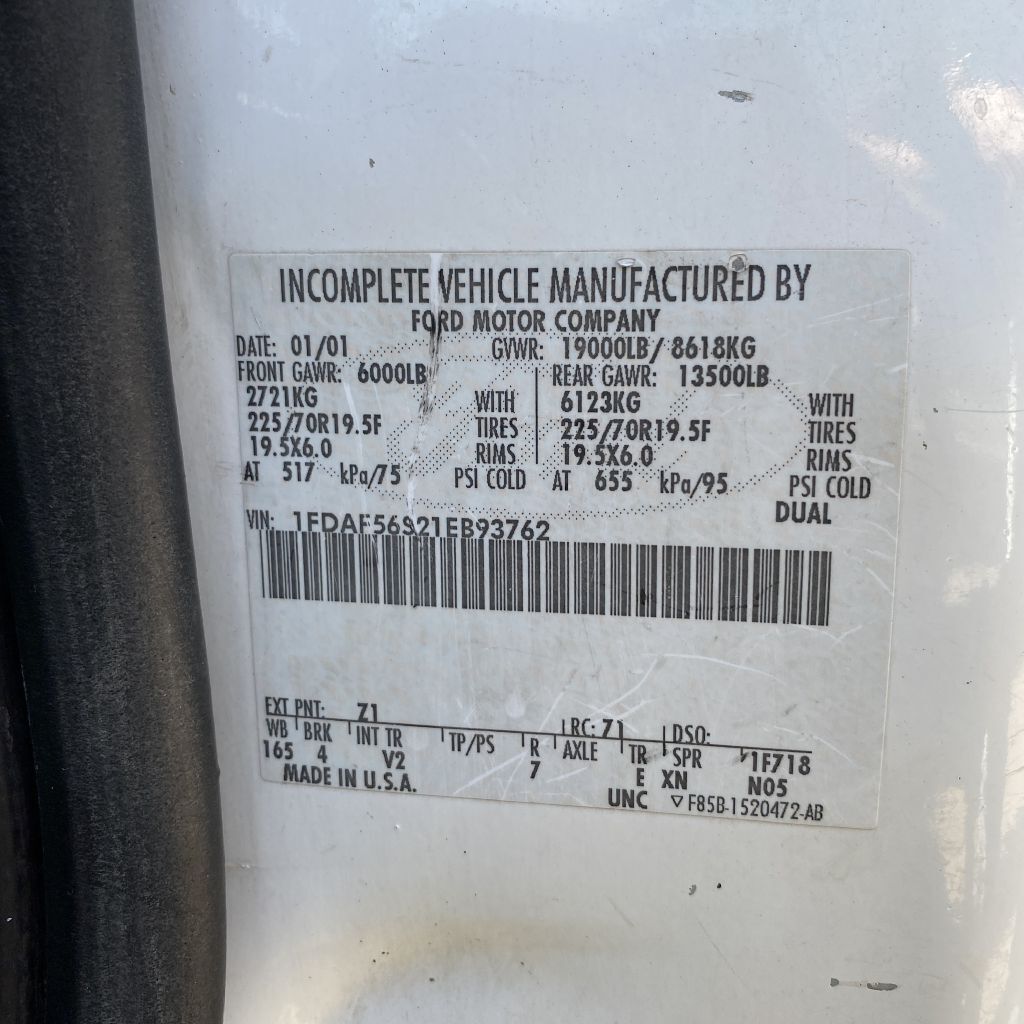 INCOMPLETE VEHICLE MANUFACTURED BY
FORD MOTOR COMPANY
DATE: 01/01 GVWR: 19000LB/ 8618KG
FRONT GAWR: 6000LB REAR GAWR: 13500LB
2721KG WITH 6123KG WITH
225/70R19.5F TIRES 225/70R19.5F TIRES
19.5X6.0 RIMS 19.5X6.0 RIMS
AT 517 kPa/75 PSI COLD AT 655 kPa/95 PSI COLD
DUAL
VIN: 1FDAF56S21EB93762
EXT PNT: Z1 RC: 71 DSO:
WB BRK INT TR TP/PS R AXLE TR SPR 1F718
165 4 V2 7 E XN N05
MADE IN U.S.A. UNC ▽ F85B-1520472-AB